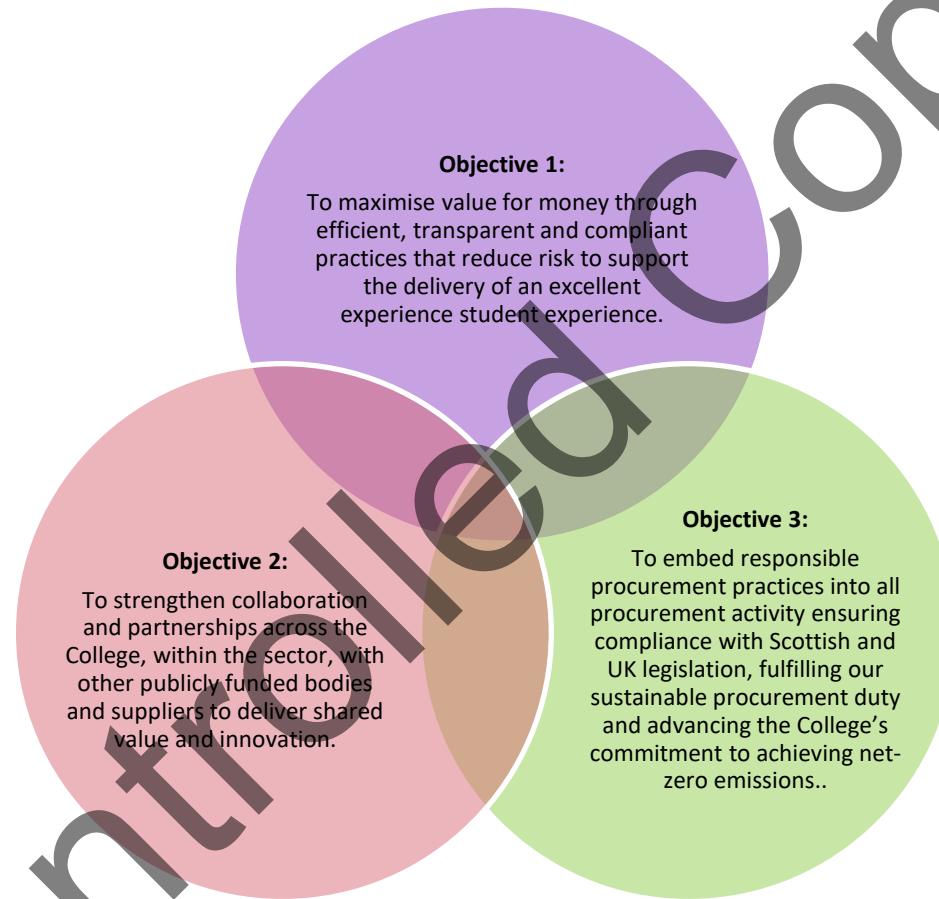 Objective 1:
To maximise value for money through
efficient, transparent and compliant
practices that reduce risk to support
the delivery of an excellent
experience student experience.
Objective 2:
To strengthen collaboration
and partnerships across the
College, within the sector, with
other publicly funded bodies
and suppliers to deliver shared
value and innovation.
Objective 3:
To embed responsible
procurement practices into all
procurement activity ensuring
compliance with Scottish and
UK legislation, fulfilling our
sustainable procurement duty
and advancing the College’s
commitment to achieving net-
zero emissions..
ntrolled Cop